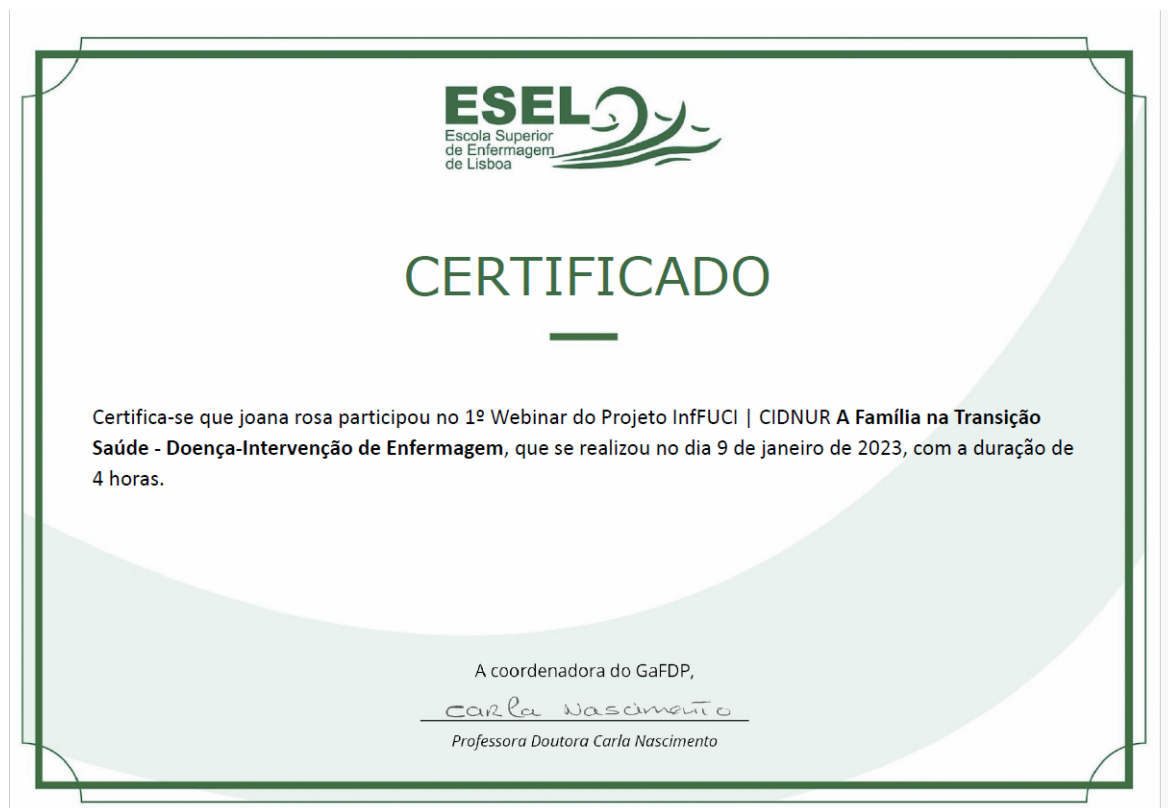 ESEL
Escola Superior
de Enfermagem
de Lisboa
CERTIFICADO
Certifica-se que joana rosa participou no 1º Webinar do Projeto InfFUCI | CIDNUR A Família na Transição
Saúde - Doença-Intervenção de Enfermagem, que se realizou no dia 9 de janeiro de 2023, com a duração de
4 horas.
A coordenadora do GaFDP,
Carla Nascimento
Professora Doutora Carla Nascimento